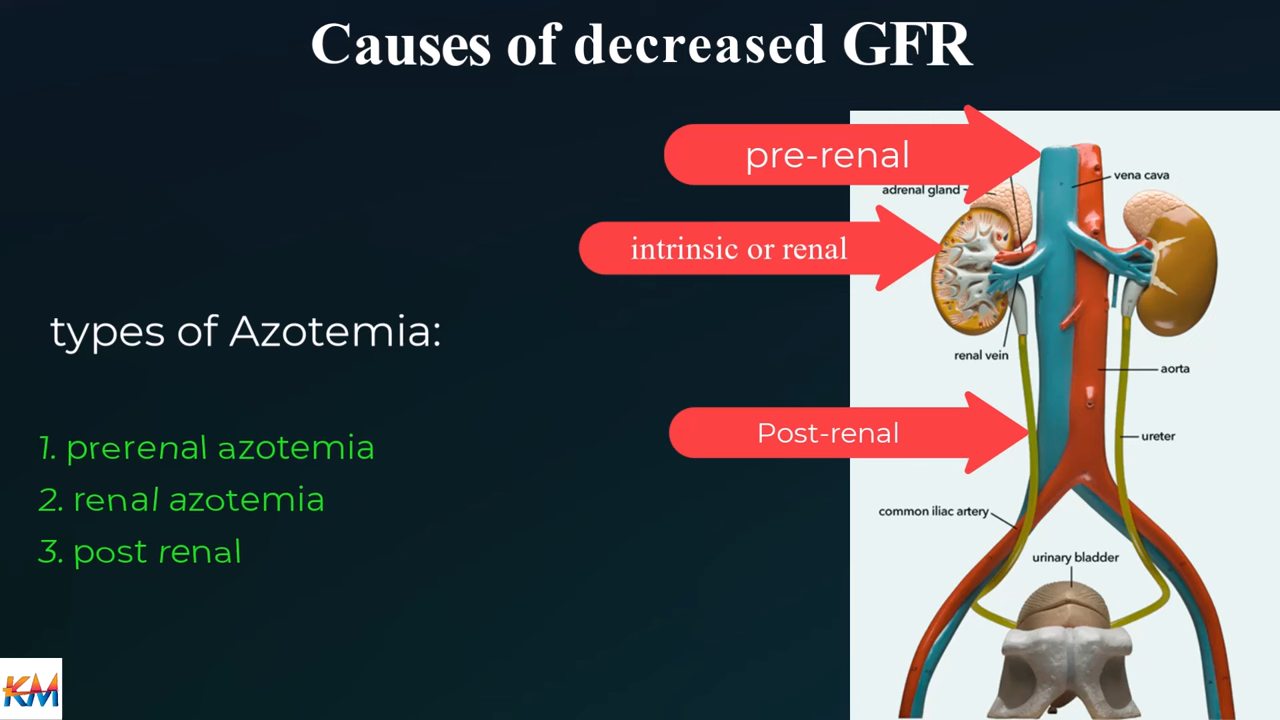 Causes of decreased GFR
pre-renal
vena cava
adrenal gland
intrinsic or renal
types of Azotemia:
renal vein
aorta
1. prerenal azotemia
Post-renal
ureter
2. renal azotemia
common iliac artery
3. post renal
urinary bladder
KM